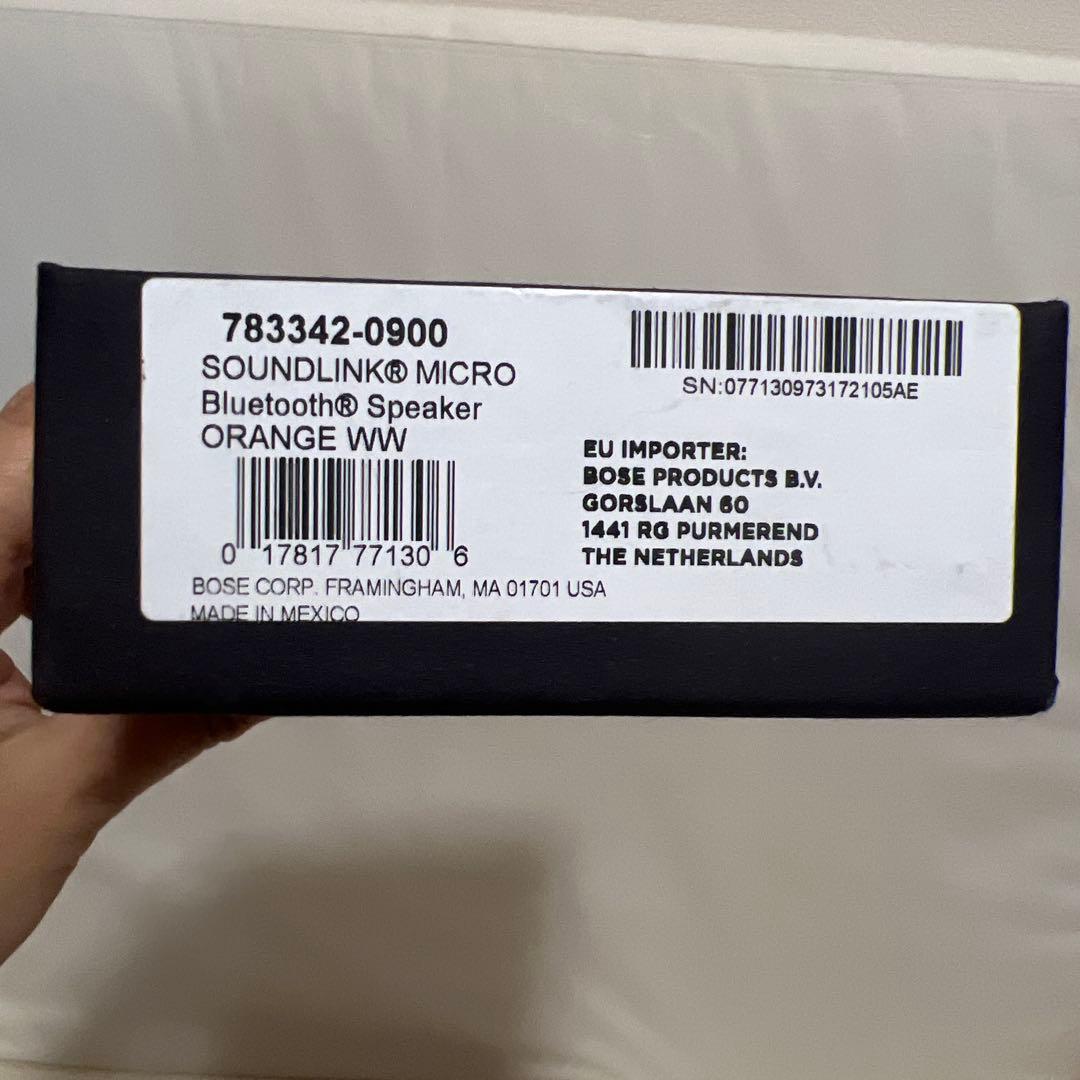 783342-0900
SOUNDLINK® MICRO
Bluetooth® Speaker
ORANGE WW
0 17817 77130 6
BOSE CORP. FRAMINGHAM, MA 01701 USA
MADE IN MEXICO
SN:077130973172105AE
EU IMPORTER:
BOSE PRODUCTS B.V.
GORSLAAN 60
1441 RG PURMEREND
THE NETHERLANDS